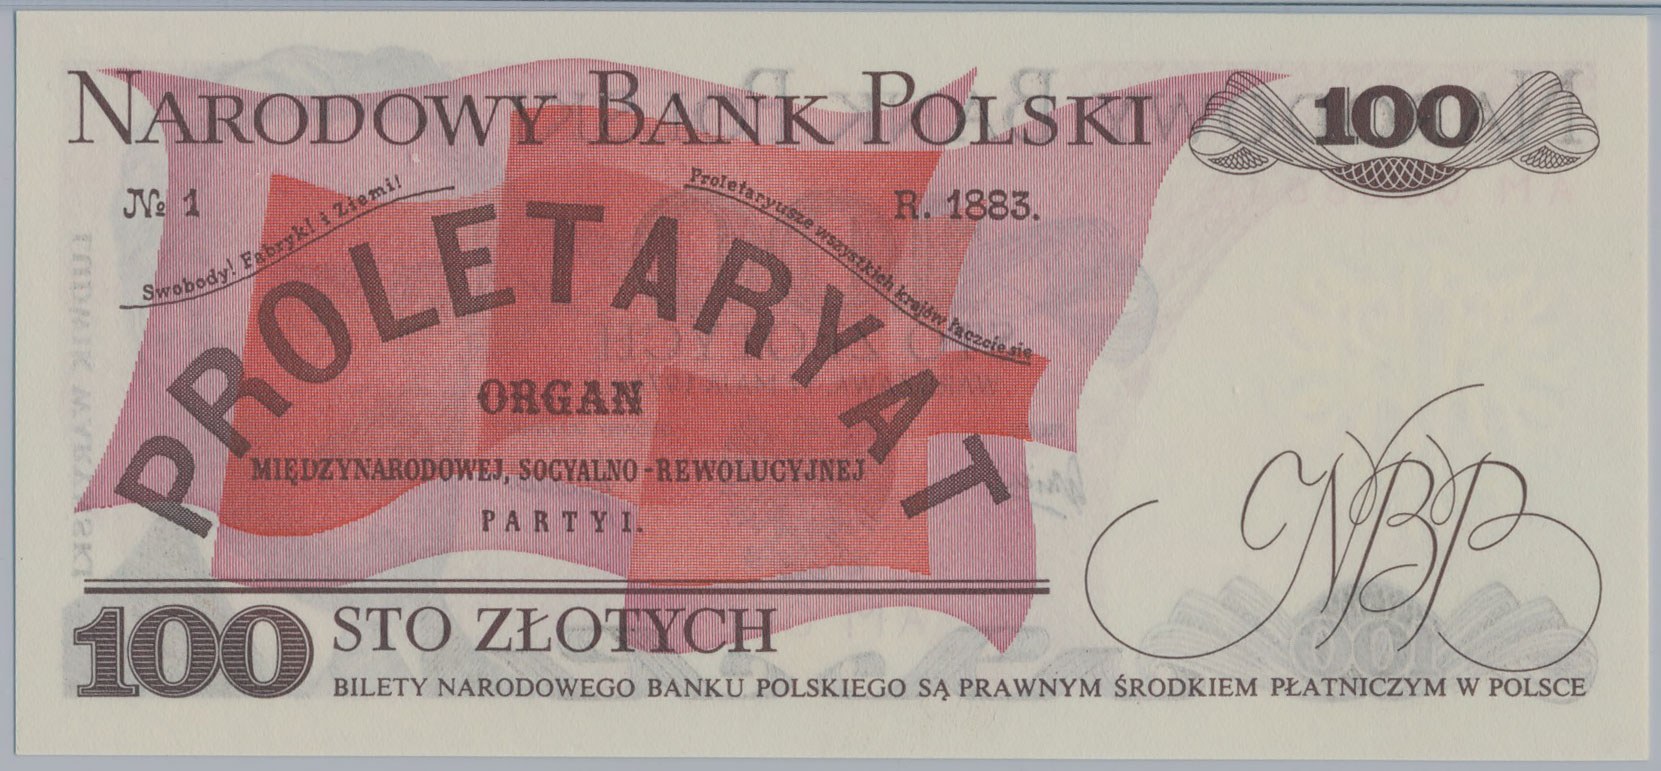 NARODOWY BANK POLSKI
100
№ 1
R. 1883.
Swobody! Fabryk! i Ziemi!
Proletaryusze wszystkich krajów łączcie się
PROLETARYAT
ORGAN
MIĘDZYNARODOWEJ, SOCYALNO-REWOLUCYJNEJ
PARTYI.
NBP
100 STO ZŁOTYCH
BILETY NARODOWEGO BANKU POLSKIEGO SĄ PRAWNYM ŚRODKIEM PŁATNICZYM W POLSCE